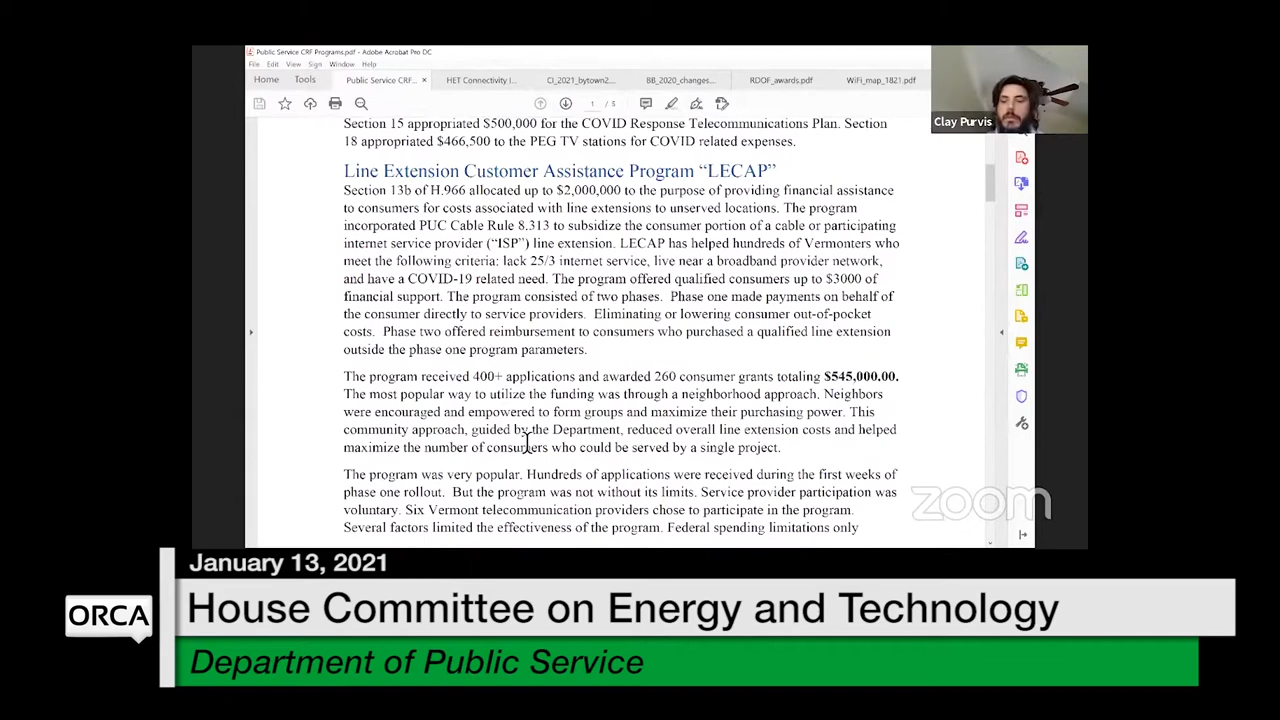 Public Service CRF Programs.pdf - Adobe Acrobat Pro DC
File Edit View Sign Window Help
Home Tools Public Service CRF... × HET Connectivity I... CI_2021_bytown2... BB_2020_changes... RDOF_awards.pdf WiFi_map_1821.pdf
1 / 5
Clay Purvis
Section 15 appropriated $500,000 for the COVID Response Telecommunications Plan. Section
18 appropriated $466,500 to the PEG TV stations for COVID related expenses.
Line Extension Customer Assistance Program “LECAP”
Section 13b of H.966 allocated up to $2,000,000 to the purpose of providing financial assistance
to consumers for costs associated with line extensions to unserved locations. The program
incorporated PUC Cable Rule 8.313 to subsidize the consumer portion of a cable or participating
internet service provider (“ISP”) line extension. LECAP has helped hundreds of Vermonters who
meet the following criteria: lack 25/3 internet service, live near a broadband provider network,
and have a COVID-19 related need. The program offered qualified consumers up to $3000 of
financial support. The program consisted of two phases. Phase one made payments on behalf of
the consumer directly to service providers. Eliminating or lowering consumer out-of-pocket
costs. Phase two offered reimbursement to consumers who purchased a qualified line extension
outside the phase one program parameters.
The program received 400+ applications and awarded 260 consumer grants totaling $545,000.00.
The most popular way to utilize the funding was through a neighborhood approach. Neighbors
were encouraged and empowered to form groups and maximize their purchasing power. This
community approach, guided by the Department, reduced overall line extension costs and helped
maximize the number of consumers who could be served by a single project.
The program was very popular. Hundreds of applications were received during the first weeks of
phase one rollout. But the program was not without its limits. Service provider participation was
voluntary. Six Vermont telecommunication providers chose to participate in the program.
Several factors limited the effectiveness of the program. Federal spending limitations only
zoom
January 13, 2021
ORCA
House Committee on Energy and Technology
Department of Public Service